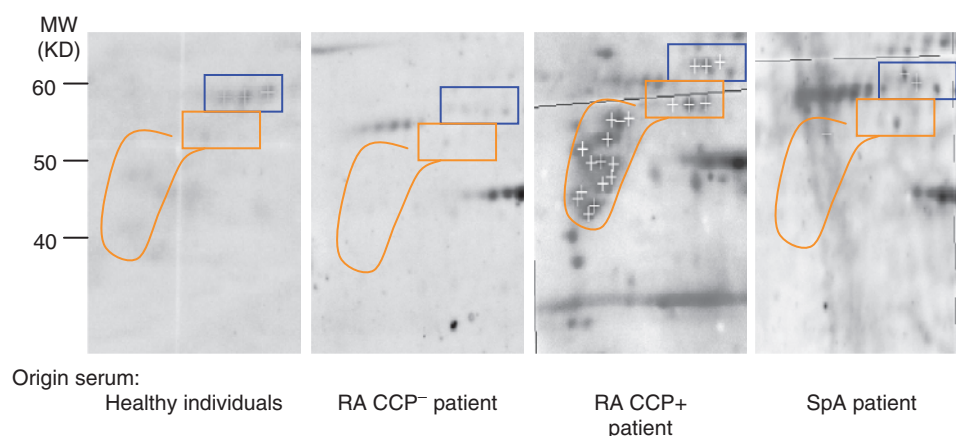 MW
(KD)
60
50
40
Origin serum:
Healthy individuals
RA CCP⁻ patient
RA CCP+
patient
SpA patient